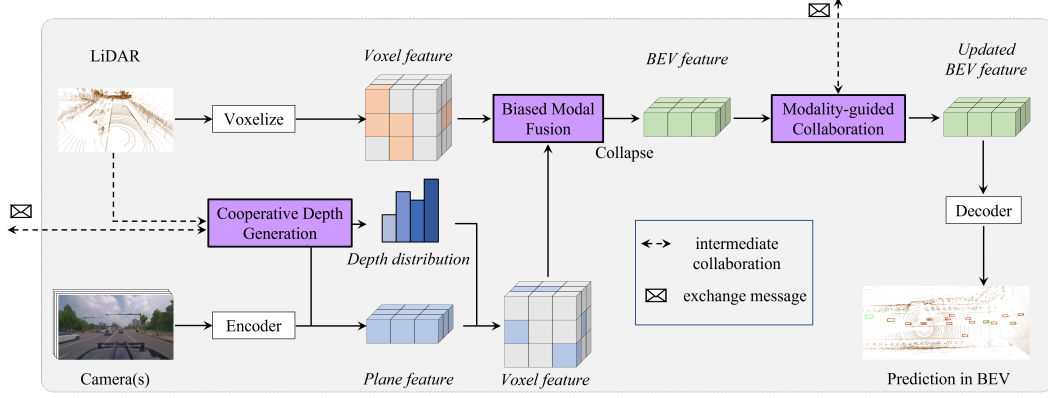 LiDAR
Voxel feature
BEV feature
Updated
BEV feature
Voxelize
Biased Modal
Fusion
Modality-guided
Collaboration
Collapse
Cooperative Depth
Generation
Depth distribution
Decoder
intermediate
collaboration
exchange message
Encoder
Camera(s)
Plane feature
Voxel feature
Prediction in BEV